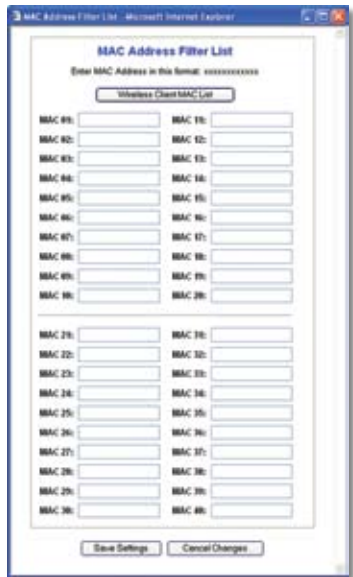 MAC Address Filter List - Microsoft Internet Explorer
MAC Address Filter List
Enter MAC Address in this format: xxxxxxxxxxxx
Wireless Client MAC List
MAC 01: MAC 11:
MAC 02: MAC 12:
MAC 03: MAC 13:
MAC 04: MAC 14:
MAC 05: MAC 15:
MAC 06: MAC 16:
MAC 07: MAC 17:
MAC 08: MAC 18:
MAC 09: MAC 19:
MAC 10: MAC 20:
MAC 21: MAC 31:
MAC 22: MAC 32:
MAC 23: MAC 33:
MAC 24: MAC 34:
MAC 25: MAC 35:
MAC 26: MAC 36:
MAC 27: MAC 37:
MAC 28: MAC 38:
MAC 29: MAC 39:
MAC 30: MAC 40:
Save Settings Cancel Changes